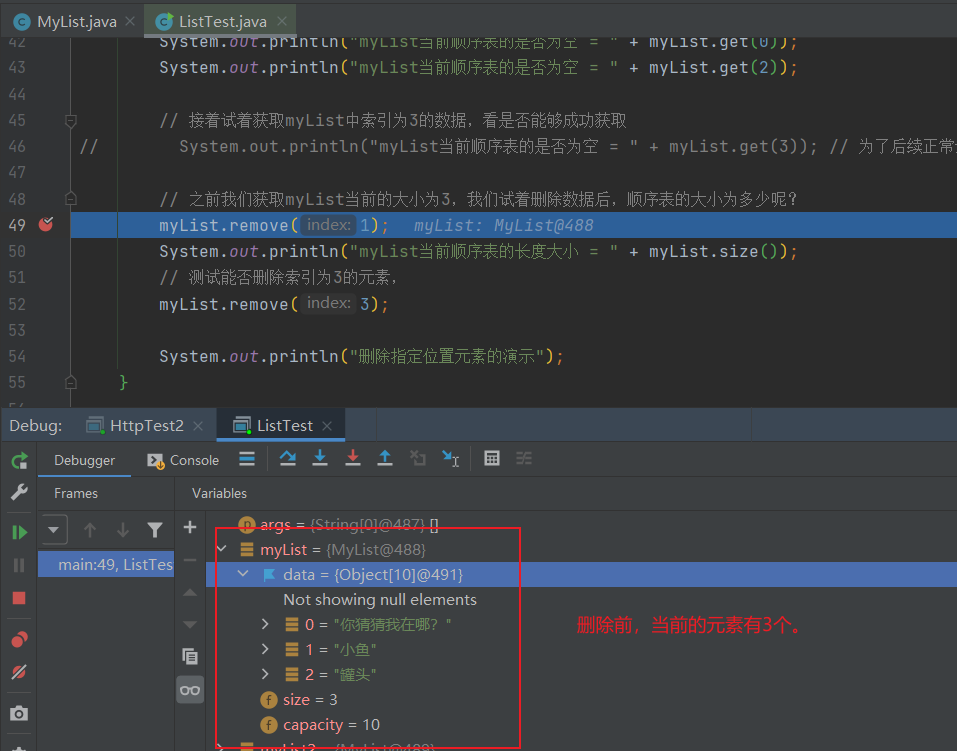 MyList.java
ListTest.java
42 System.out.println("myList当前顺序表的是否为空 = " + myList.get(0));
43 System.out.println("myList当前顺序表的是否为空 = " + myList.get(2));
44
45 // 接着试着获取myList中索引为3的数据，看是否能够成功获取
46 // System.out.println("myList当前顺序表的是否为空 = " + myList.get(3)); // 为了后续正常
47
48 // 之前我们获取myList当前的大小为3，我们试着删除数据后，顺序表的大小为多少呢？
49 myList.remove( index: 1); myList: MyList@488
50 System.out.println("myList当前顺序表的长度大小 = " + myList.size());
51 // 测试能否删除索引为3的元素，
52 myList.remove( index: 3);
53
54 System.out.println("删除指定位置元素的演示");
55 }
Debug: HttpTest2 ListTest
Debugger Console
Frames Variables
args = {String[0]@487} []
main:49, ListTes
myList = {MyList@488}
data = {Object[10]@491}
Not showing null elements
0 = "你猜猜我在哪？"
1 = "小鱼"
2 = "罐头"
size = 3
capacity = 10
myList2 = {MyList@489}
删除前，当前的元素有3个。